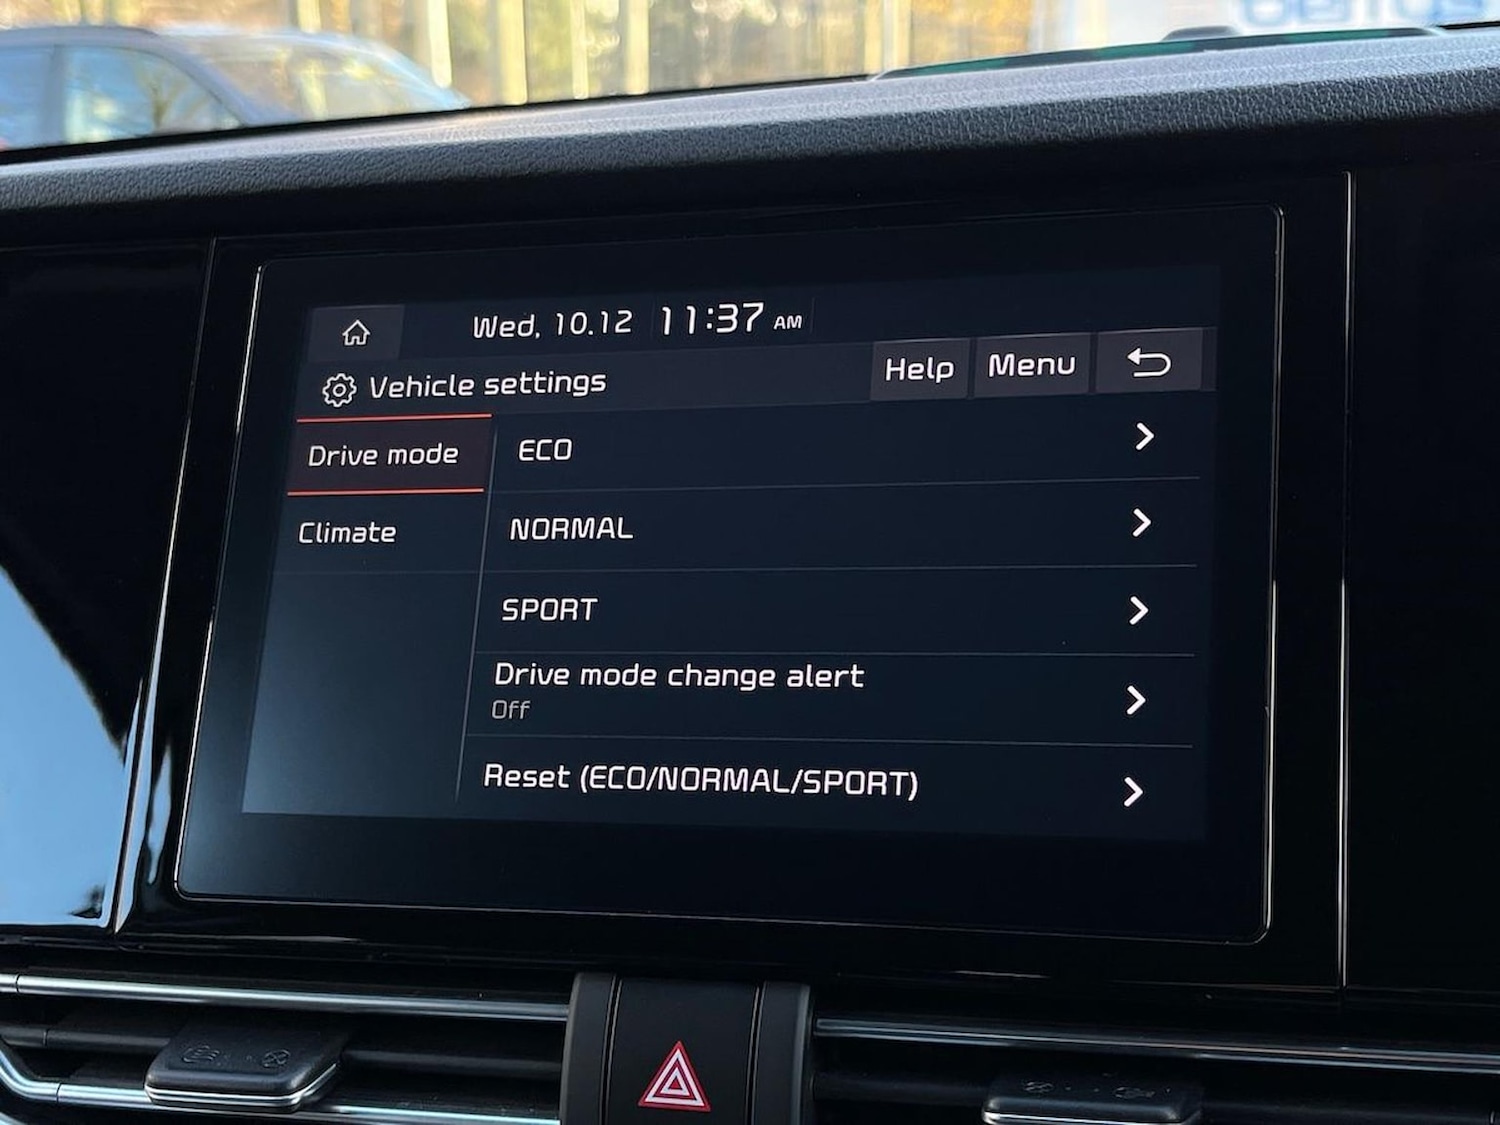 Wed, 10.12 11:37 AM
Vehicle settings
Help Menu
Drive mode
Climate
ECO
NORMAL
SPORT
Drive mode change alert
Off
Reset (ECO/NORMAL/SPORT)